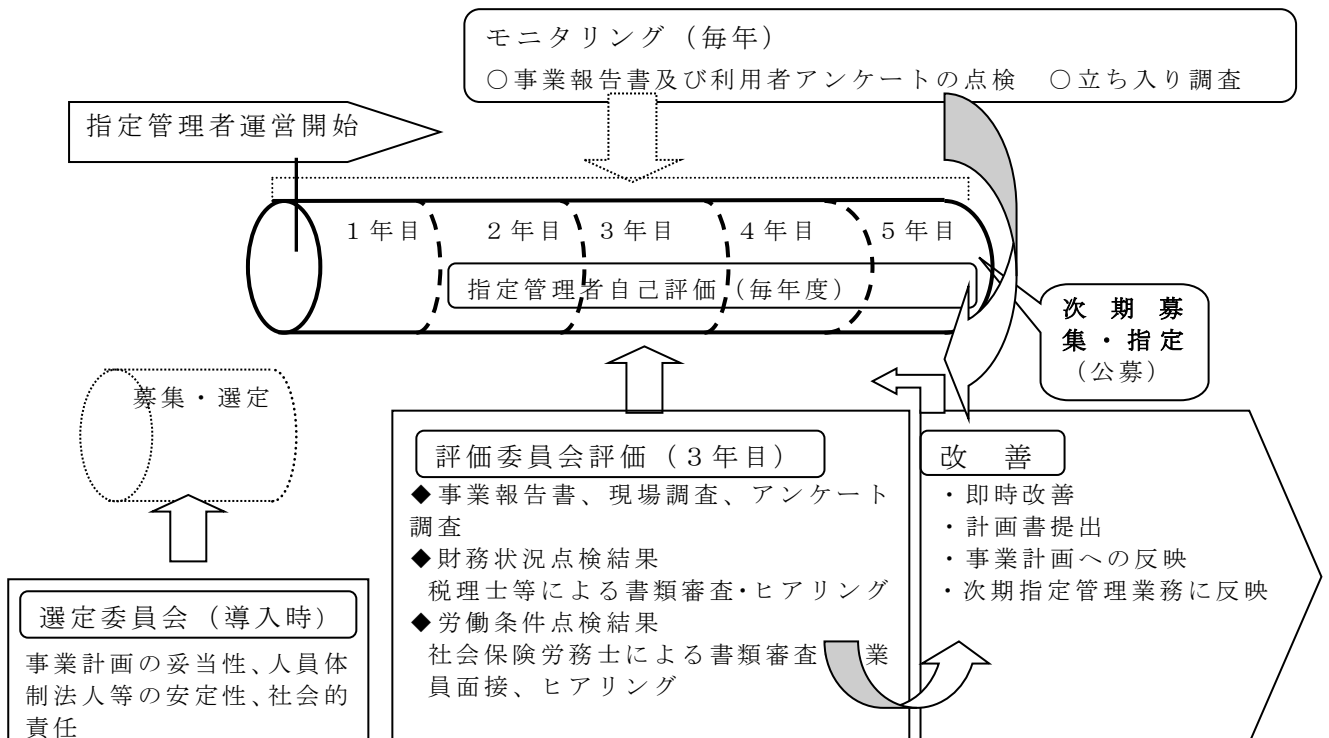 モニタリング（毎年）
○事業報告書及び利用者アンケートの点検　○立ち入り調査
指定管理者運営開始
１年目
２年目
３年目
４年目
５年目
指定管理者自己評価（毎年度）
次期募
集・指定
（公募）
募集・選定
選定委員会（導入時）
事業計画の妥当性、人員体
制法人等の安定性、社会的
責任
評価委員会評価（３年目）
◆事業報告書、現場調査、アンケート
調査
◆財務状況点検結果
税理士等による書類審査・ヒアリング
◆労働条件点検結果
社会保険労務士による書類審査　業
員面接、ヒアリング
改　善
・即時改善
・計画書提出
・事業計画への反映
・次期指定管理業務に反映